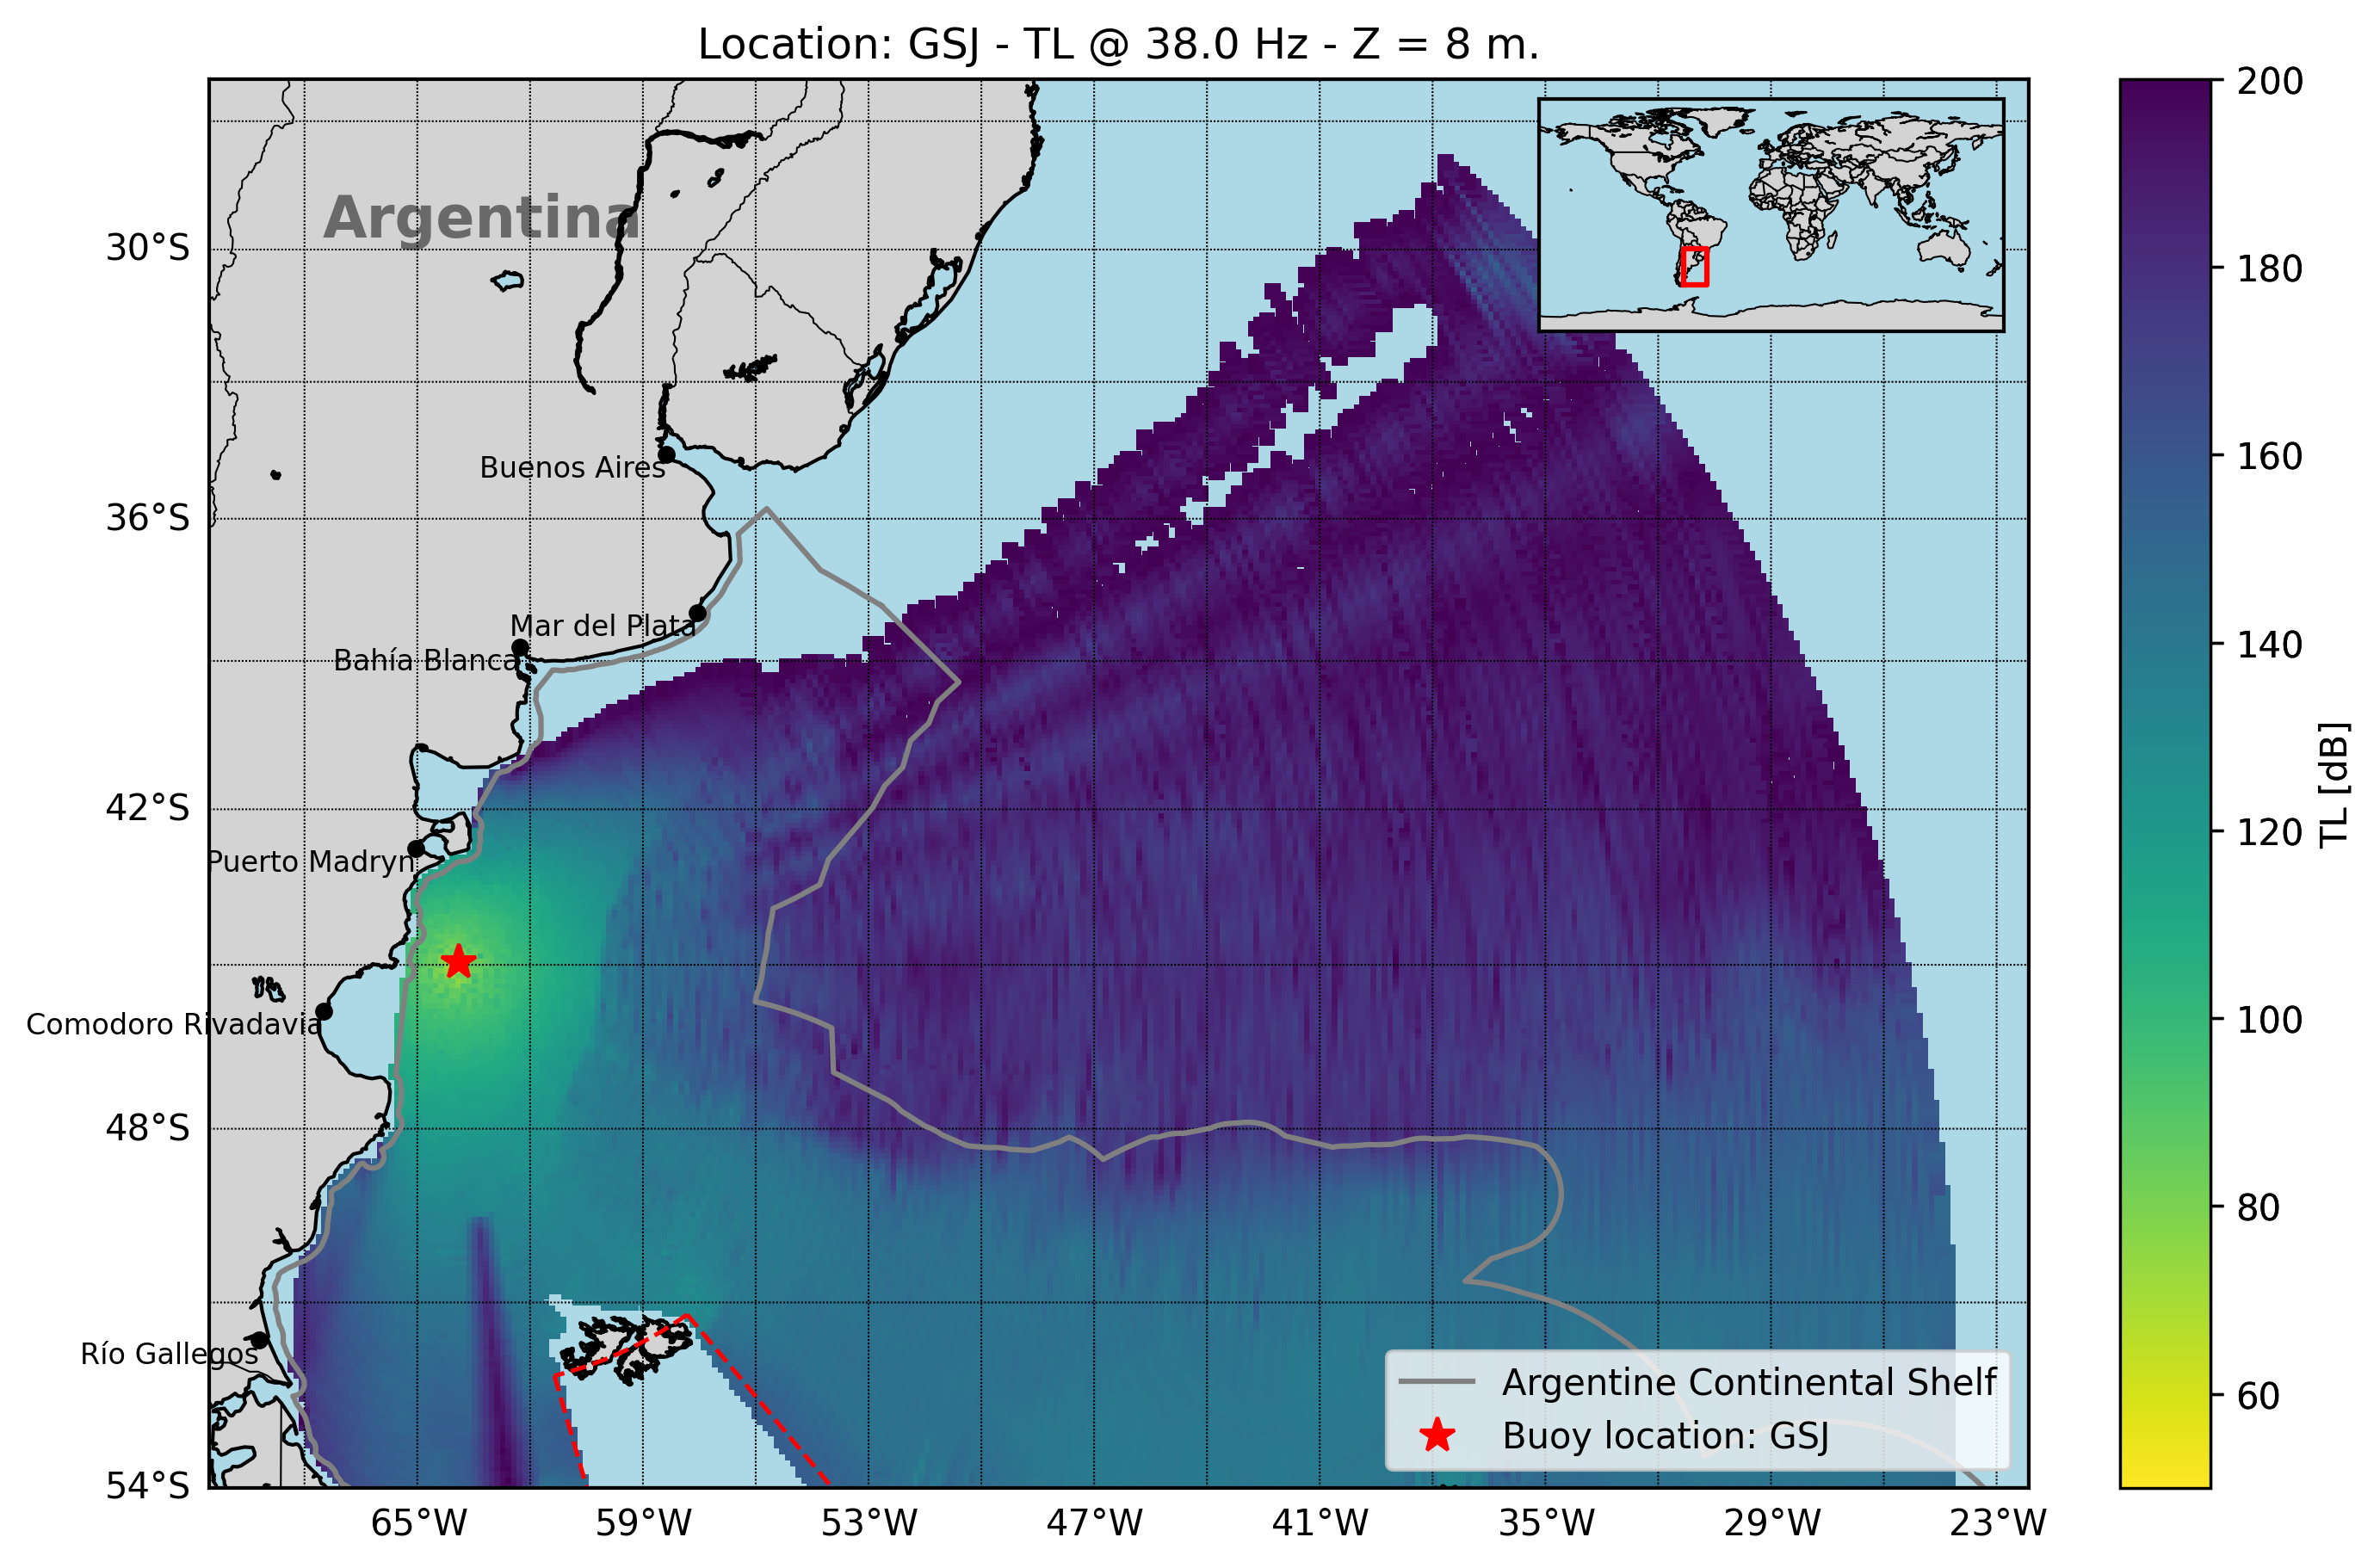 Location: GSJ - TL @ 38.0 Hz - Z = 8 m.
Argentina
Buenos Aires
Mar del Plata
Bahía Blanca
Puerto Madryn
Comodoro Rivadavia
Río Gallegos
30°S
36°S
42°S
48°S
54°S
65°W
59°W
53°W
47°W
41°W
35°W
29°W
23°W
Argentine Continental Shelf
Buoy location: GSJ
200
180
160
140
120
100
80
60
TL [dB]